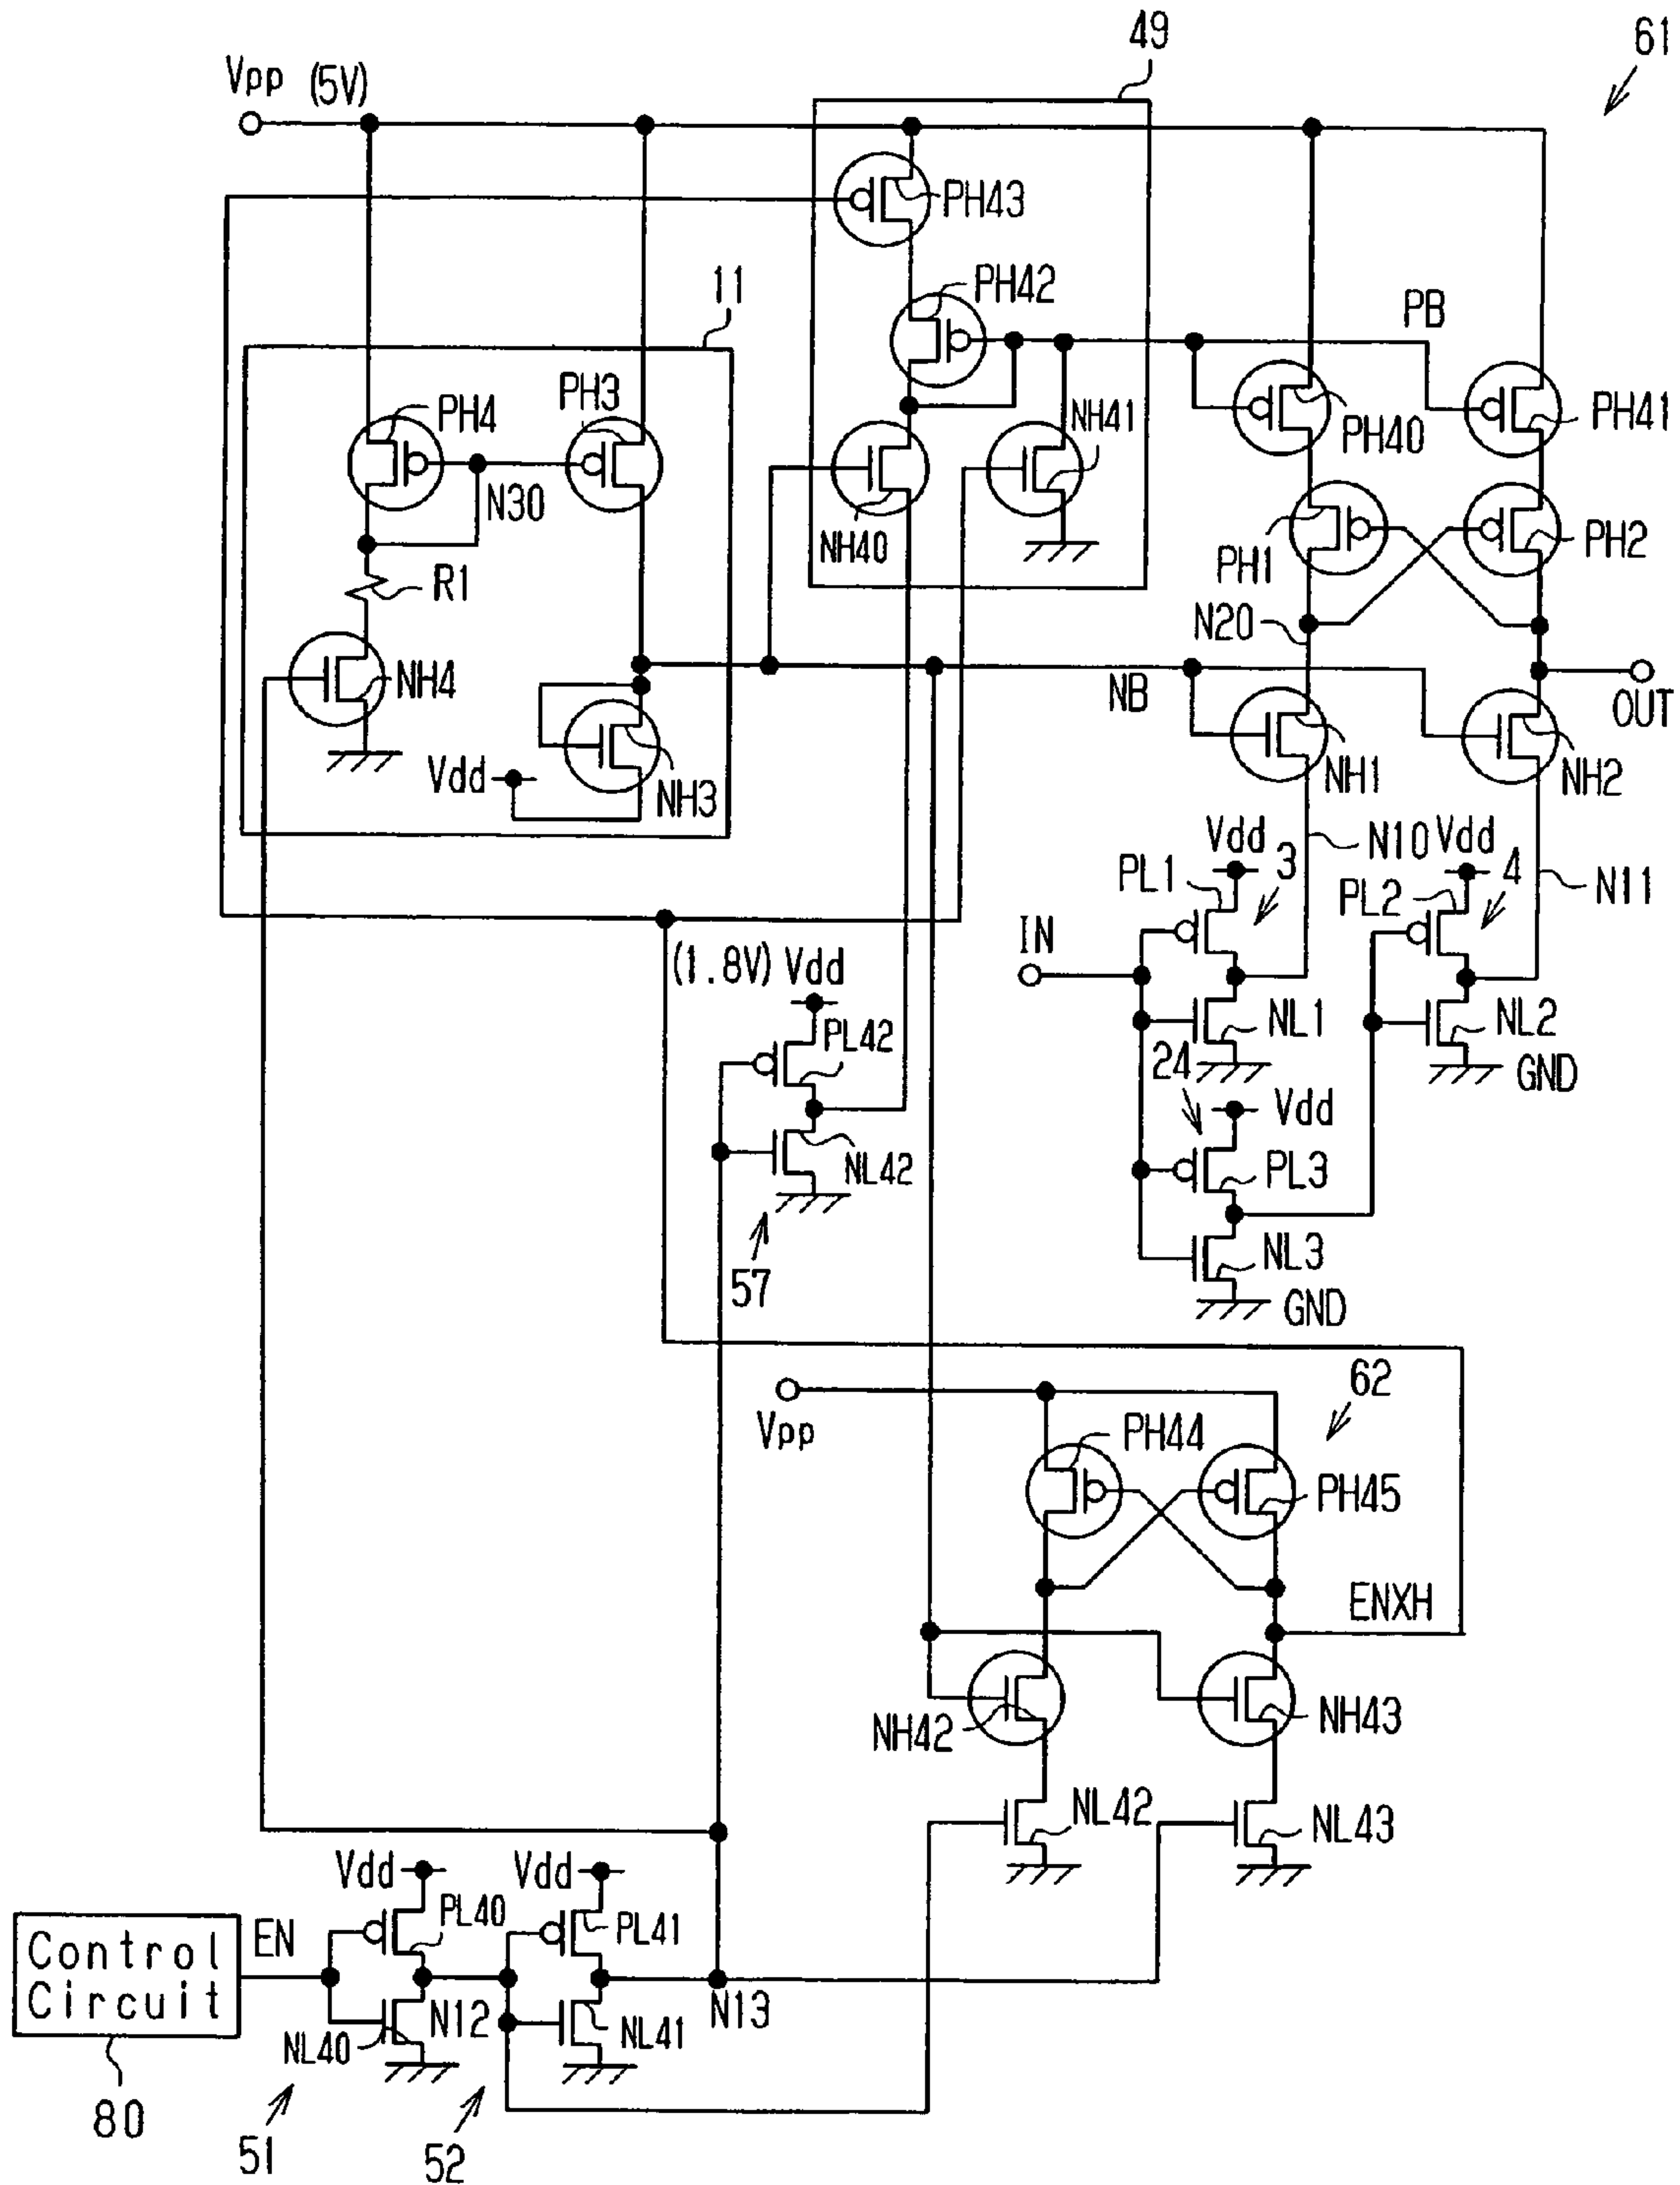 61
49
Vpp (5V)
PH43
PH42
11
PB
PH4
PH3
PH40
PH41
N30
NH40
NH41
PH1
PH2
R1
N20
NH4
NB
OUT
Vdd
NH3
NH1
NH2
Vdd
3
N10
Vdd
4
N11
PL1
PL2
IN
(1.8V) Vdd
NL1
NL2
PL42
24
GND
Vdd
NL42
PL3
57
NL3
GND
62
Vpp
PH44
PH45
ENXH
NH42
NH43
NL42
NL43
Vdd
Vdd
PL40
PL41
EN
Control
Circuit
N12
N13
NL40
NL41
80
51
52